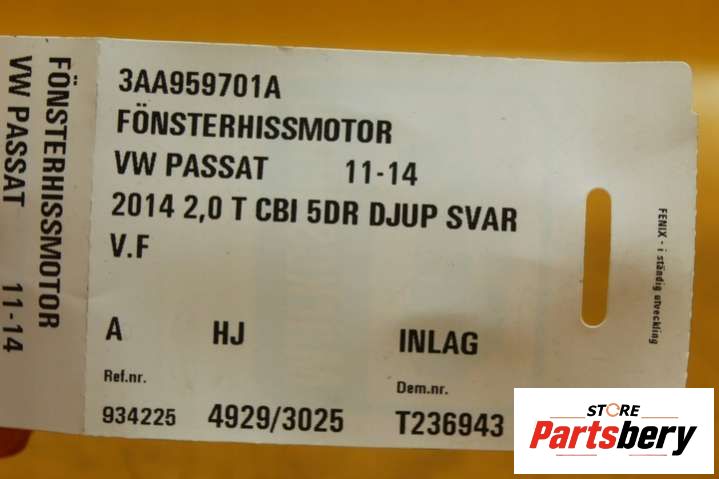 FÖNSTERHISSMOTOR
VW PASSAT 11-14
3AA959701A
FÖNSTERHISSMOTOR
VW PASSAT 11-14
2014 2,0 T CBI 5DR DJUP SVAR
V.F
A HJ INLAG
Ref.nr. Dem.nr.
934225 4929/3025 T236943
FENIX - i ständig utveckling
STORE
Partsbery